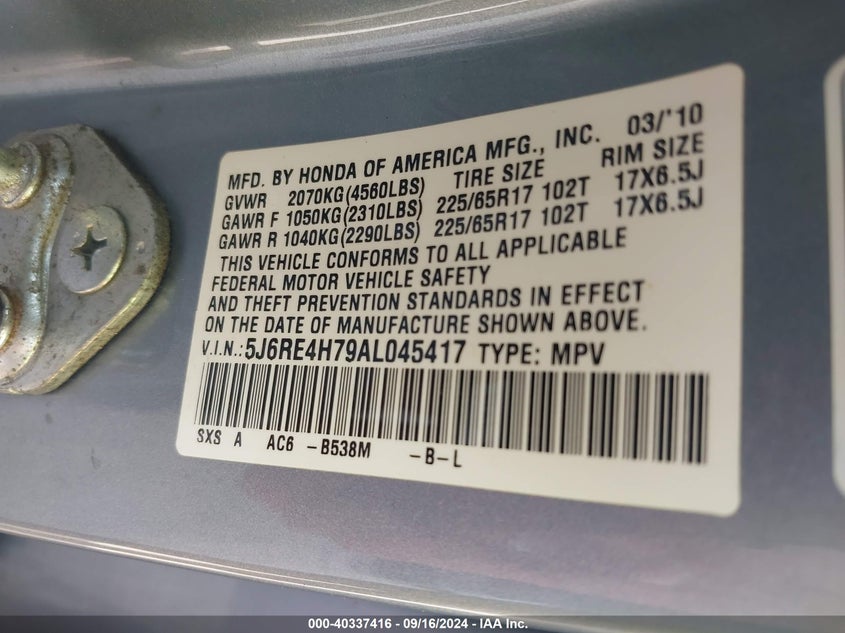 MFD. BY HONDA OF AMERICA MFG., INC. 03/'10
GVWR 2070KG(4560LBS) TIRE SIZE RIM SIZE
GAWR F 1050KG(2310LBS) 225/65R17 102T 17X6.5J
GAWR R 1040KG(2290LBS) 225/65R17 102T 17X6.5J
THIS VEHICLE CONFORMS TO ALL APPLICABLE
FEDERAL MOTOR VEHICLE SAFETY
AND THEFT PREVENTION STANDARDS IN EFFECT
ON THE DATE OF MANUFACTURE SHOWN ABOVE.
V.I.N.:5J6RE4H79AL045417 TYPE: MPV
SXS A AC6 -B538M -B-L
000-40337416 - 09/16/2024 - IAA Inc.